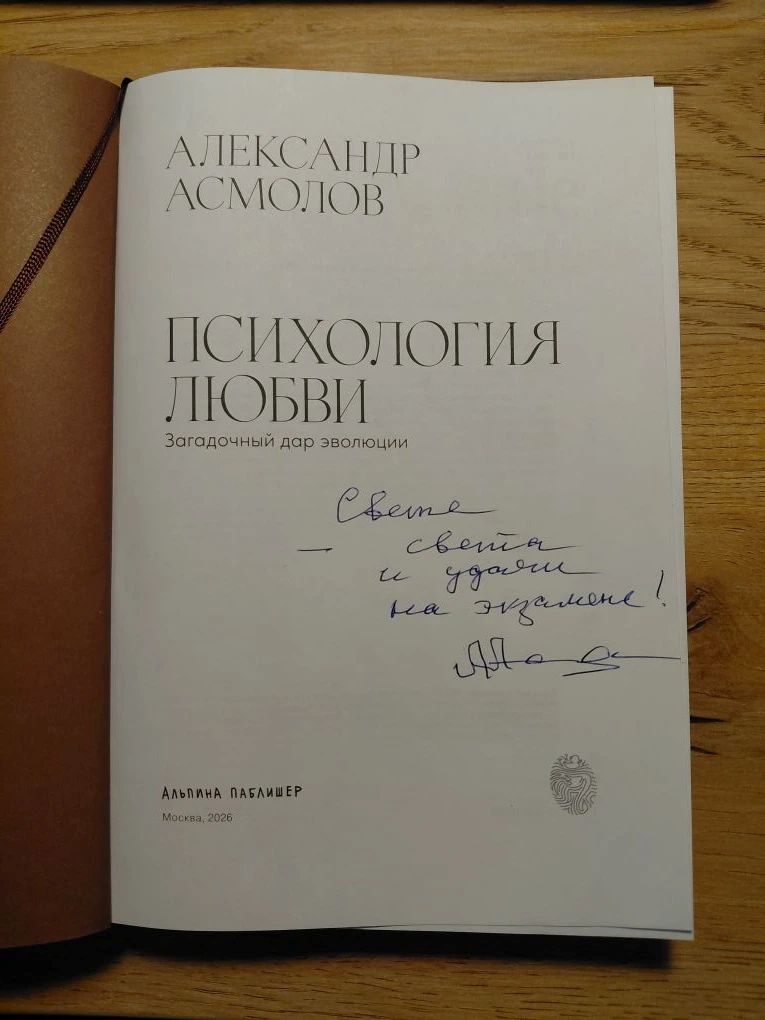 АЛЕКСАНДР
АСМОЛОВ
ПСИХОЛОГИЯ
ЛЮБВИ
Загадочный дар эволюции
Свете
— света
и удачи
на экзамене!
АЛЬПИНА ПАБЛИШЕР
Москва, 2026